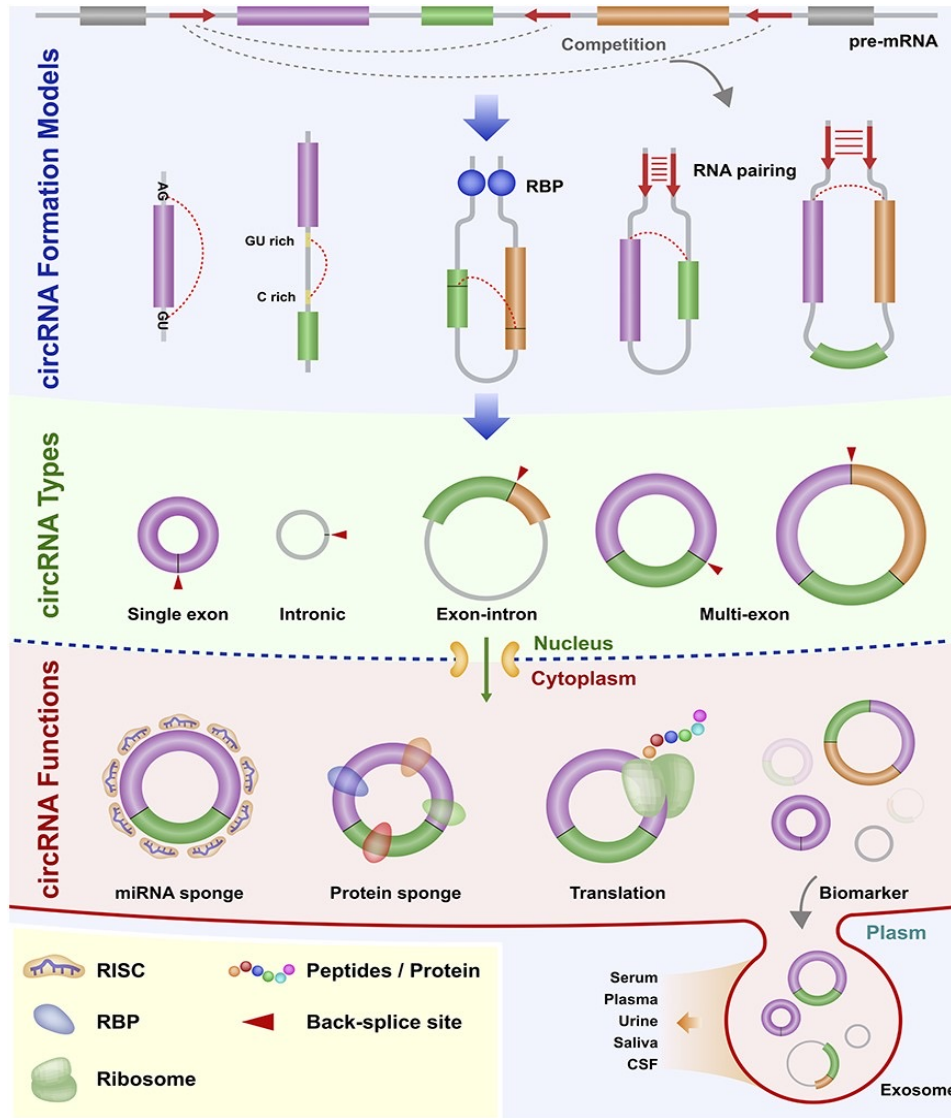 Competition
pre-mRNA
circRNA Formation Models
AG
GU
GU rich
C rich
RBP
RNA pairing
circRNA Types
Single exon
Intronic
Exon-intron
Multi-exon
Nucleus
Cytoplasm
circRNA Functions
miRNA sponge
Protein sponge
Translation
Biomarker
Plasm
RISC
Peptides / Protein
RBP
Back-splice site
Ribosome
Serum
Plasma
Urine
Saliva
CSF
Exosome